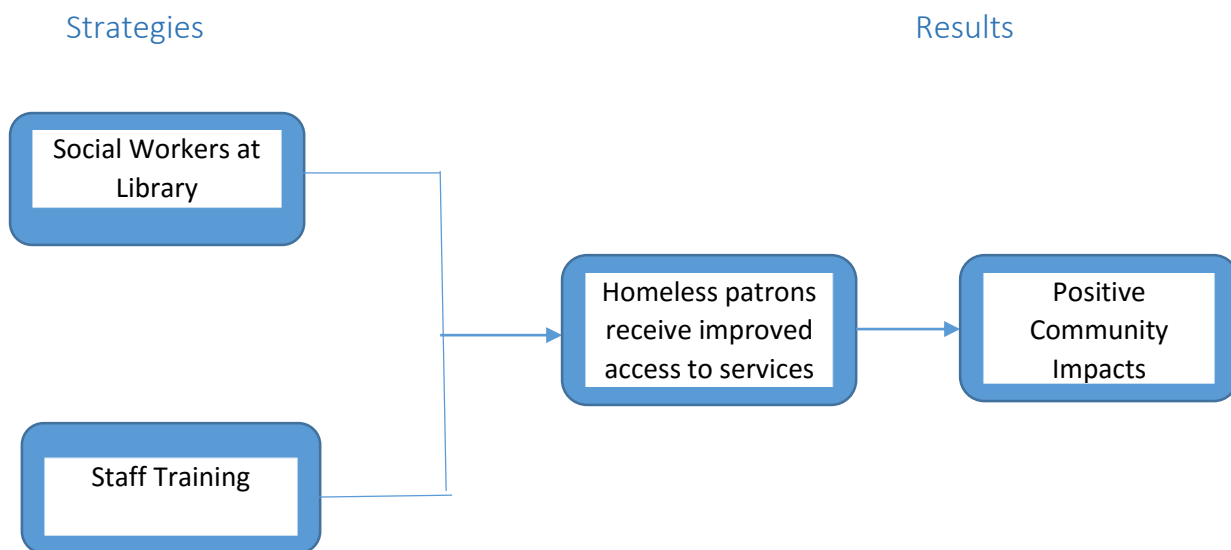 Strategies
Results
Social Workers at
Library
Homeless patrons
receive improved
access to services
Positive
Community
Impacts
Staff Training